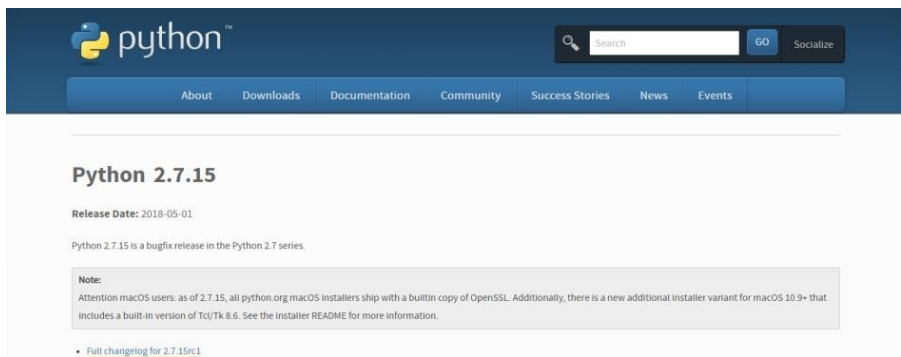 python™
Search
GO
Socialize
About Downloads Documentation Community Success Stories News Events
Python 2.7.15
Release Date: 2018-05-01
Python 2.7.15 is a bugfix release in the Python 2.7 series.
Note:
Attention macOS users: as of 2.7.15, all python.org macOS installers ship with a builtin copy of OpenSSL. Additionally, there is a new additional installer variant for macOS 10.9+ that
includes a built-in version of Tcl/Tk 8.6. See the installer README for more information.
• Full changelog for 2.7.15rc1